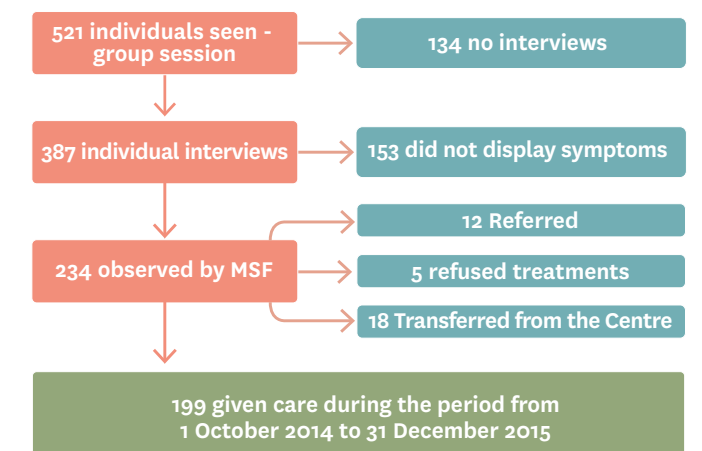 521 individuals seen -
group session
134 no interviews
387 individual interviews
153 did not display symptoms
12 Referred
234 observed by MSF
5 refused treatments
18 Transferred from the Centre
199 given care during the period from
1 October 2014 to 31 December 2015